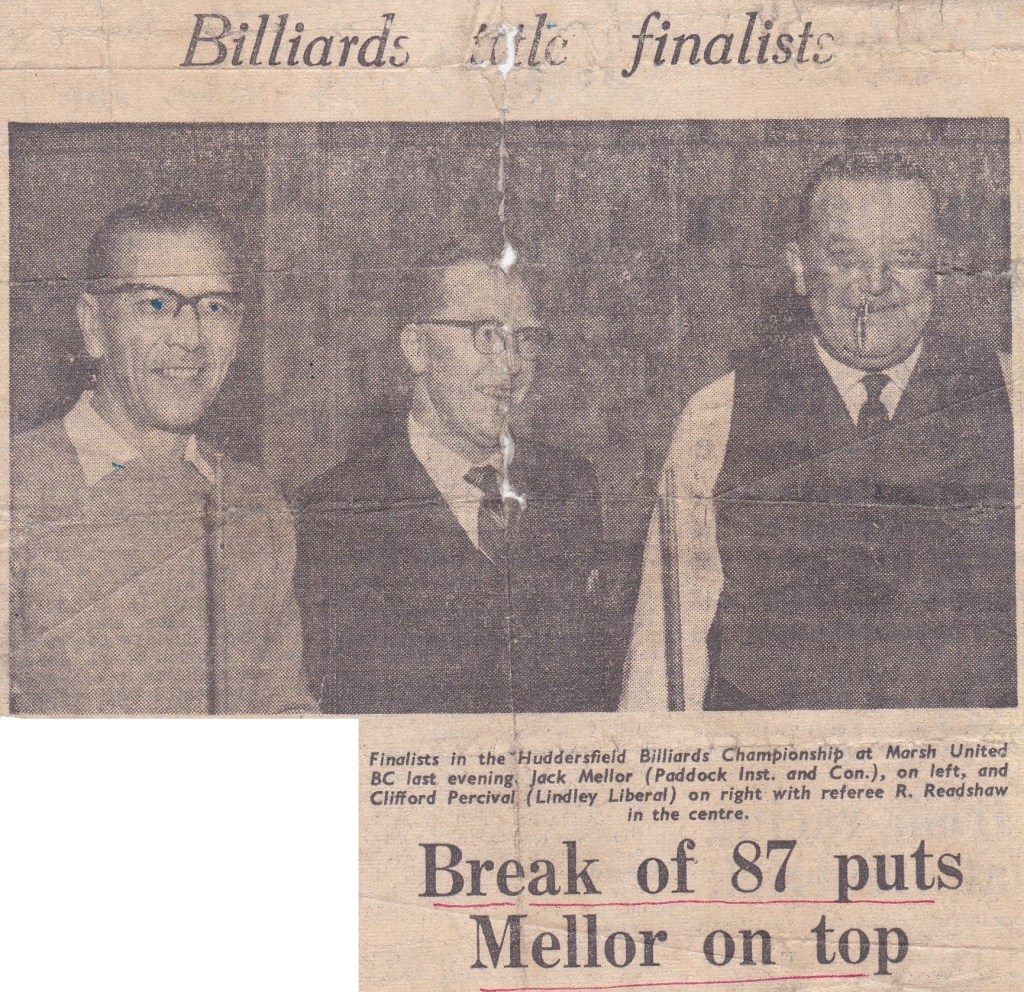 Billiards title finalists
Finalists in the Huddersfield Billiards Championship at Marsh United
BC last evening. Jack Mellor (Paddock Inst. and Con.), on left, and
Clifford Percival (Lindley Liberal) on right with referee R. Readshaw
in the centre.
Break of 87 puts
Mellor on top